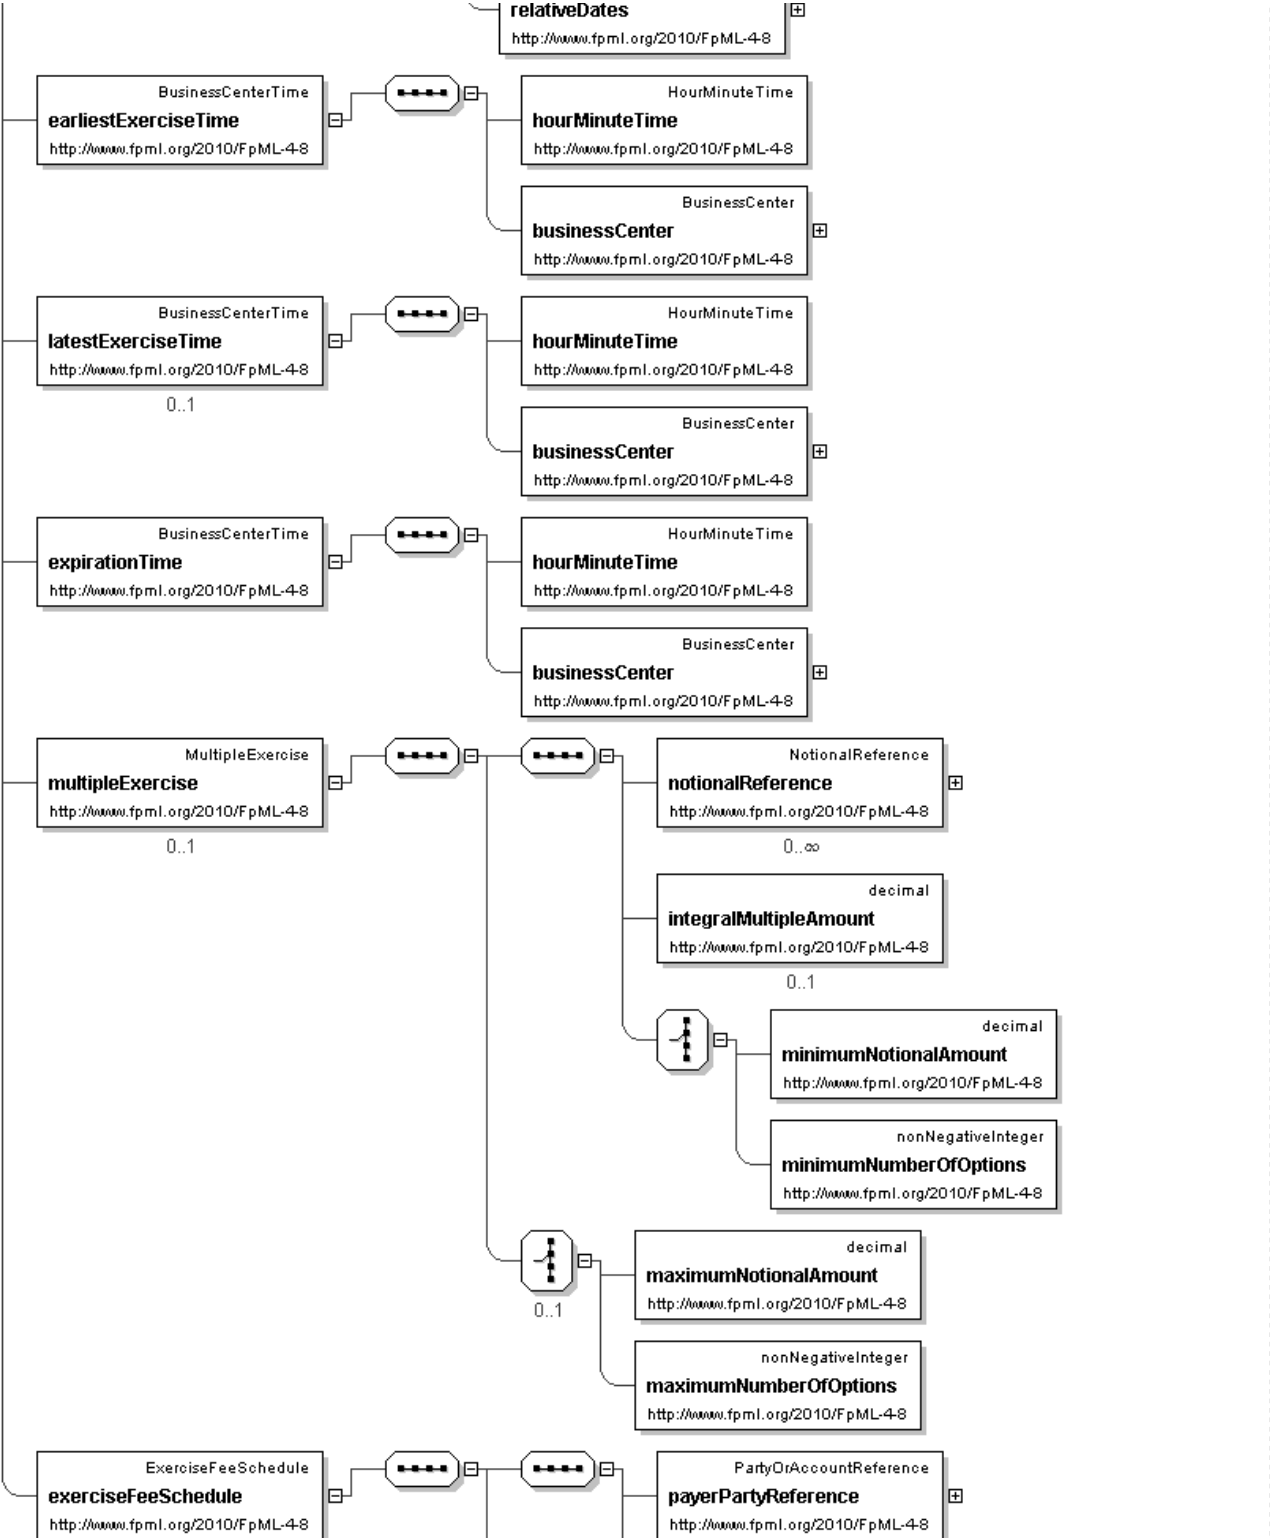 relativeDates
http://www.fpml.org/2010/FpML-4-8
BusinessCenterTime
earliestExerciseTime
http://www.fpml.org/2010/FpML-4-8
HourMinuteTime
hourMinuteTime
http://www.fpml.org/2010/FpML-4-8
BusinessCenter
businessCenter
http://www.fpml.org/2010/FpML-4-8
BusinessCenterTime
latestExerciseTime
http://www.fpml.org/2010/FpML-4-8
0..1
HourMinuteTime
hourMinuteTime
http://www.fpml.org/2010/FpML-4-8
BusinessCenter
businessCenter
http://www.fpml.org/2010/FpML-4-8
BusinessCenterTime
expirationTime
http://www.fpml.org/2010/FpML-4-8
HourMinuteTime
hourMinuteTime
http://www.fpml.org/2010/FpML-4-8
BusinessCenter
businessCenter
http://www.fpml.org/2010/FpML-4-8
MultipleExercise
multipleExercise
http://www.fpml.org/2010/FpML-4-8
0..1
NotionalReference
notionalReference
http://www.fpml.org/2010/FpML-4-8
0..∞
decimal
integralMultipleAmount
http://www.fpml.org/2010/FpML-4-8
0..1
decimal
minimumNotionalAmount
http://www.fpml.org/2010/FpML-4-8
nonNegativeInteger
minimumNumberOfOptions
http://www.fpml.org/2010/FpML-4-8
0..1
decimal
maximumNotionalAmount
http://www.fpml.org/2010/FpML-4-8
nonNegativeInteger
maximumNumberOfOptions
http://www.fpml.org/2010/FpML-4-8
ExerciseFeeSchedule
exerciseFeeSchedule
http://www.fpml.org/2010/FpML-4-8
PartyOrAccountReference
payerPartyReference
http://www.fpml.org/2010/FpML-4-8